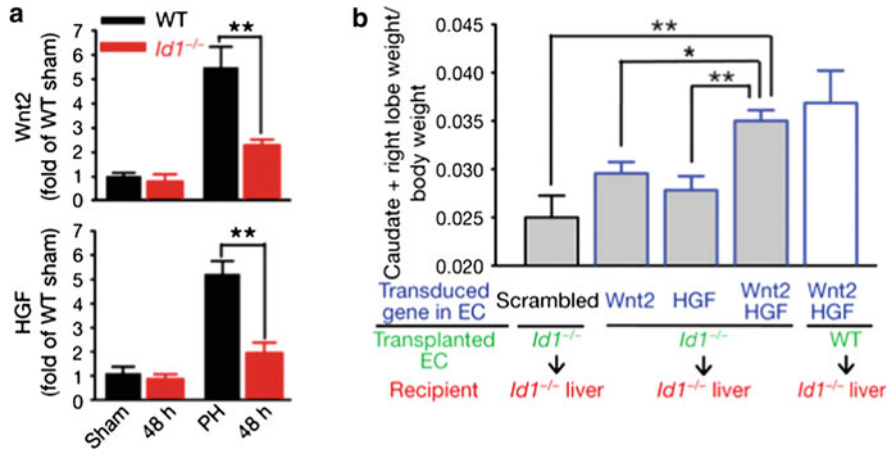 a
WT
Id1⁻/⁻
**
Wnt2
(fold of WT sham)
7
6
5
4
3
2
1
0
**
HGF
(fold of WT sham)
7
6
5
4
3
2
1
0
Sham
48 h
PH
48 h
b
Caudate + right lobe weight/
body weight
0.045
0.040
0.035
0.030
0.025
0.020
**
*
**
Transduced
gene in EC
Scrambled
Wnt2
HGF
Wnt2
HGF
Wnt2
HGF
Transplanted
EC
Id1⁻/⁻
Id1⁻/⁻
WT
Recipient
Id1⁻/⁻ liver
Id1⁻/⁻ liver
Id1⁻/⁻ liver